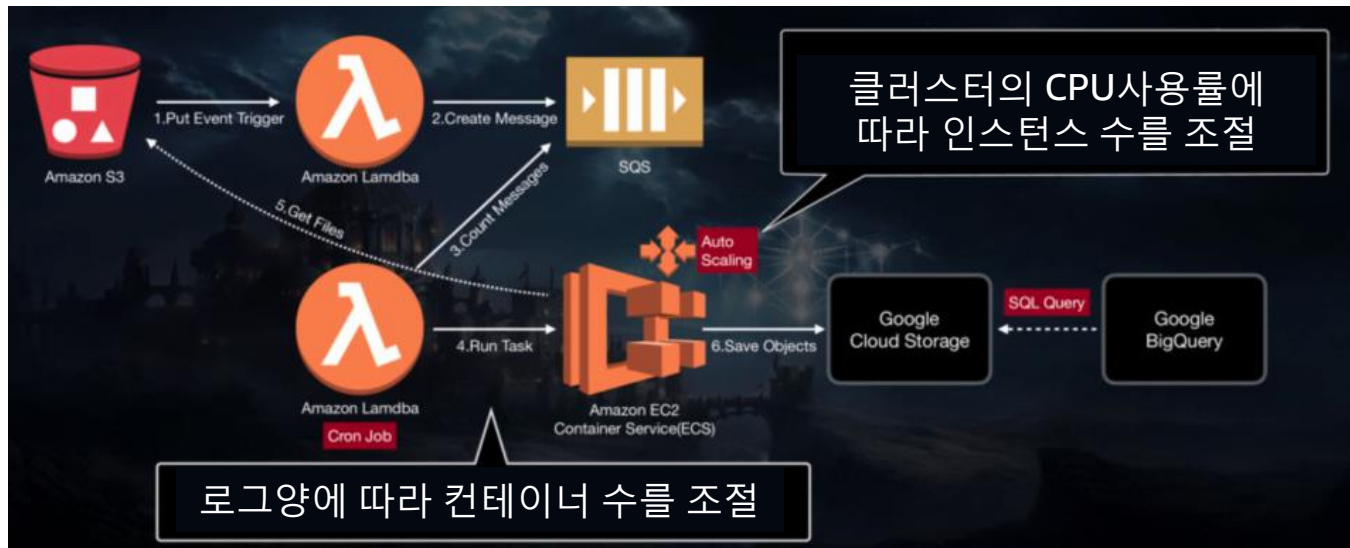 클러스터의 CPU사용률에
따라 인스턴스 수를 조절
1.Put Event Trigger
2.Create Message
Amazon S3
Amazon Lamdba
SQS
5.Get Files
3.Count Messages
Auto
Scaling
4.Run Task
6.Save Objects
Google
Cloud Storage
SQL Query
Google
BigQuery
Amazon Lamdba
Cron Job
Amazon EC2
Container Service(ECS)
로그양에 따라 컨테이너 수를 조절